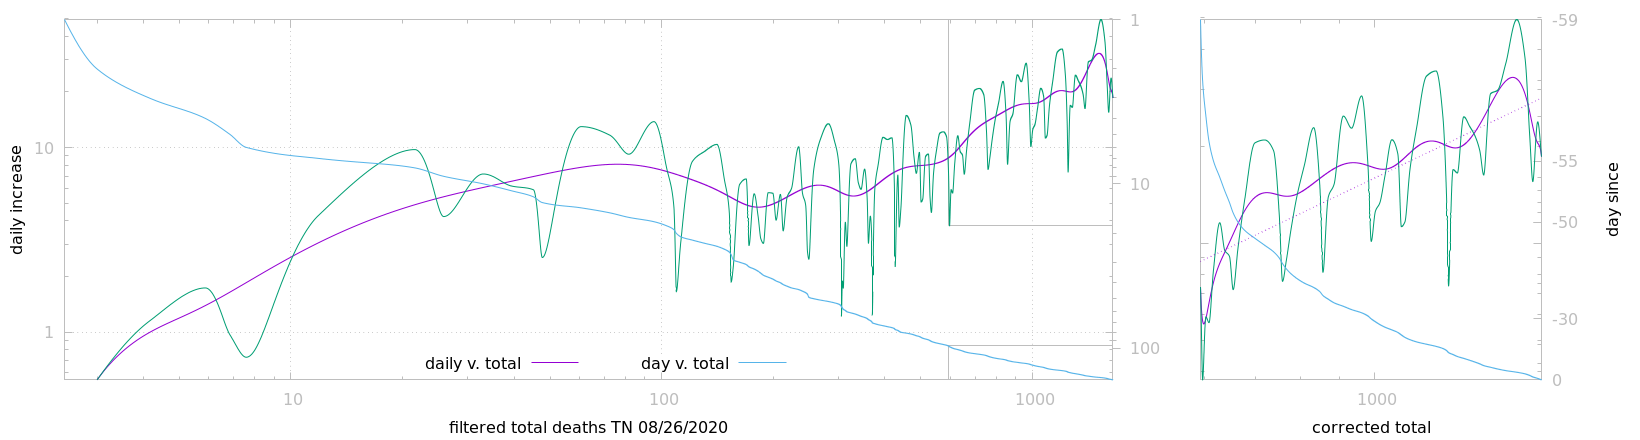 1
-59
10
10
-55
-50
daily increase
day since
1
-30
daily v. total
day v. total
100
0
10
100
1000
1000
filtered total deaths TN 08/26/2020
corrected total